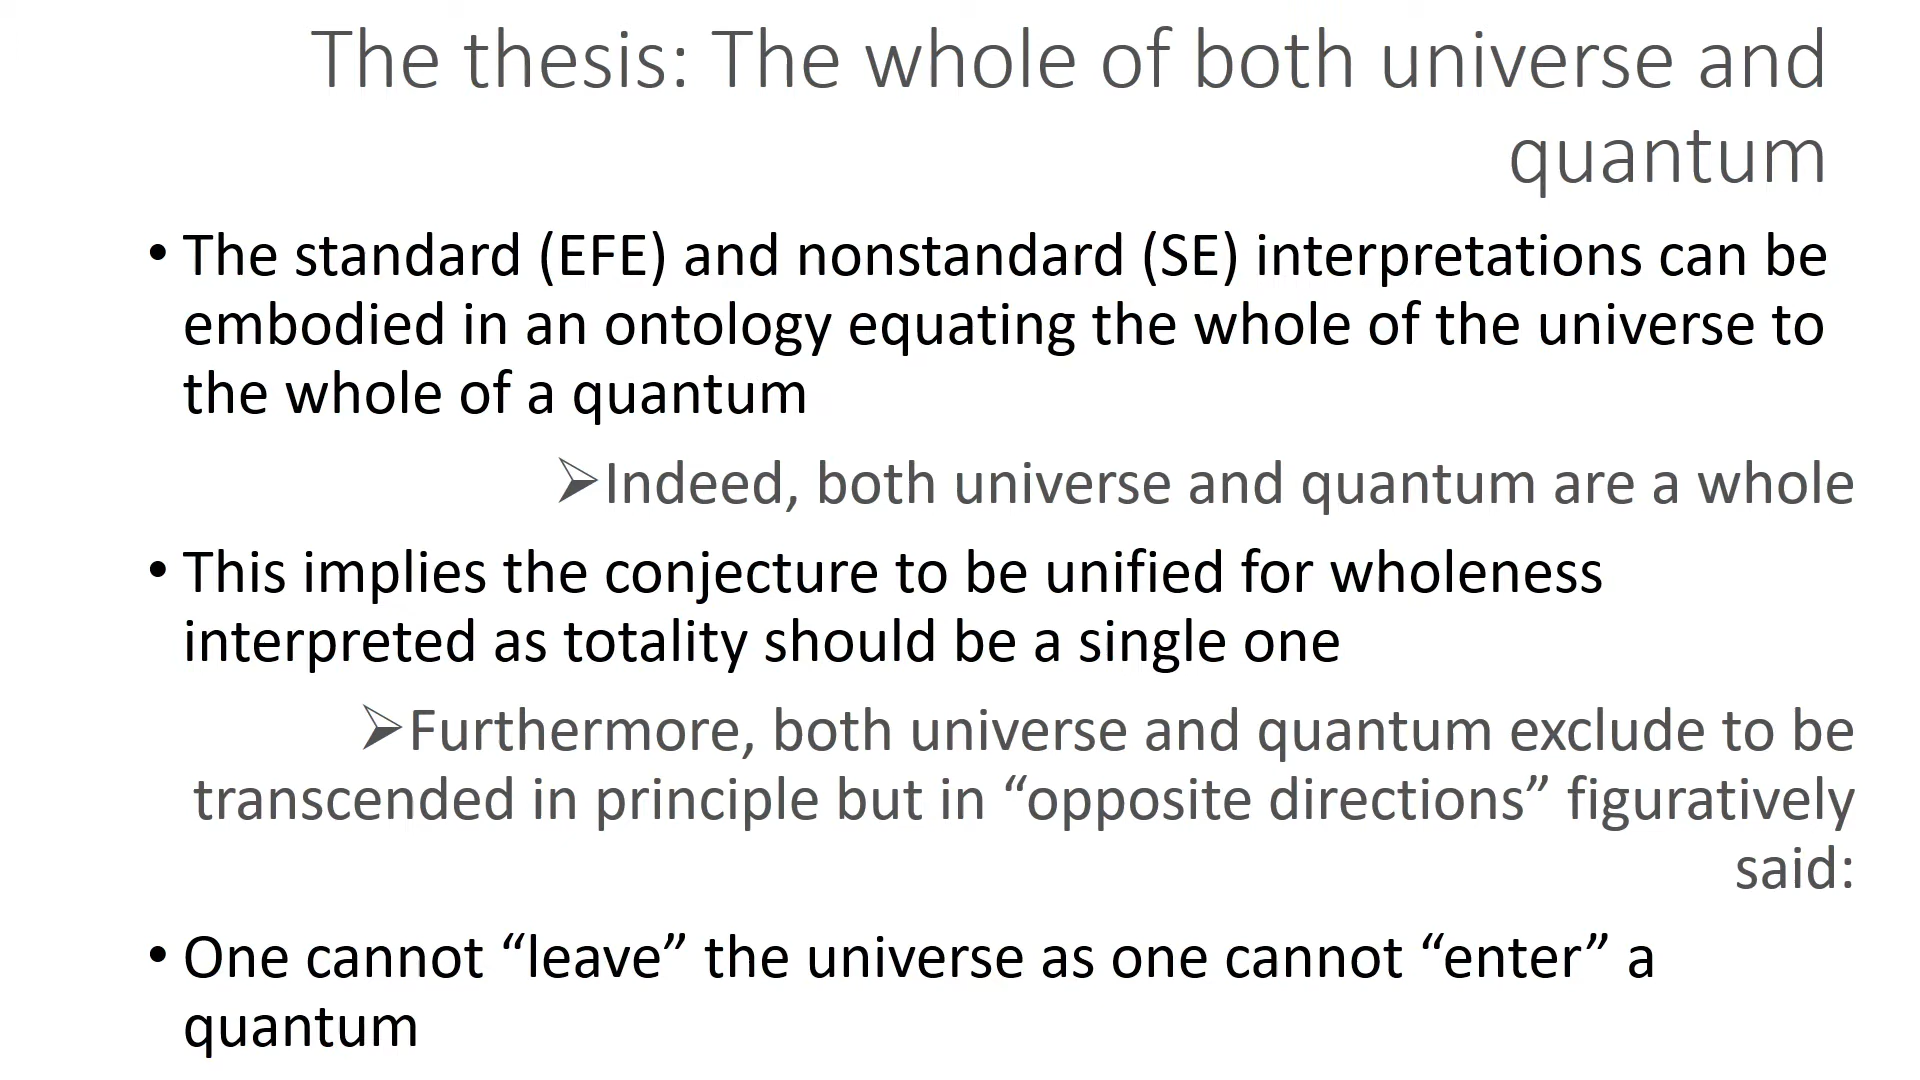 The thesis: The whole of both universe and
quantum
• The standard (EFE) and nonstandard (SE) interpretations can be
embodied in an ontology equating the whole of the universe to
the whole of a quantum
➢Indeed, both universe and quantum are a whole
• This implies the conjecture to be unified for wholeness
interpreted as totality should be a single one
➢Furthermore, both universe and quantum exclude to be
transcended in principle but in “opposite directions” figuratively
said:
• One cannot “leave” the universe as one cannot “enter” a
quantum